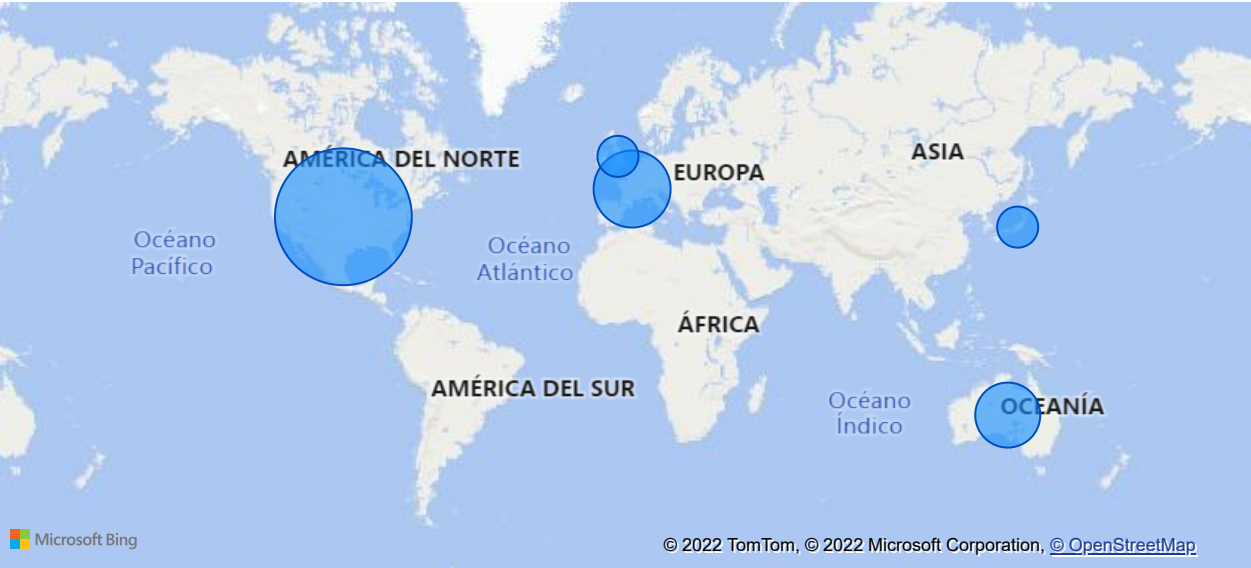 AMÉRICA DEL NORTE
EUROPA
ASIA
Océano
Pacífico
Océano
Atlántico
ÁFRICA
AMÉRICA DEL SUR
Océano
Índico
OCEANÍA
Microsoft Bing
© 2022 TomTom, © 2022 Microsoft Corporation, © OpenStreetMap